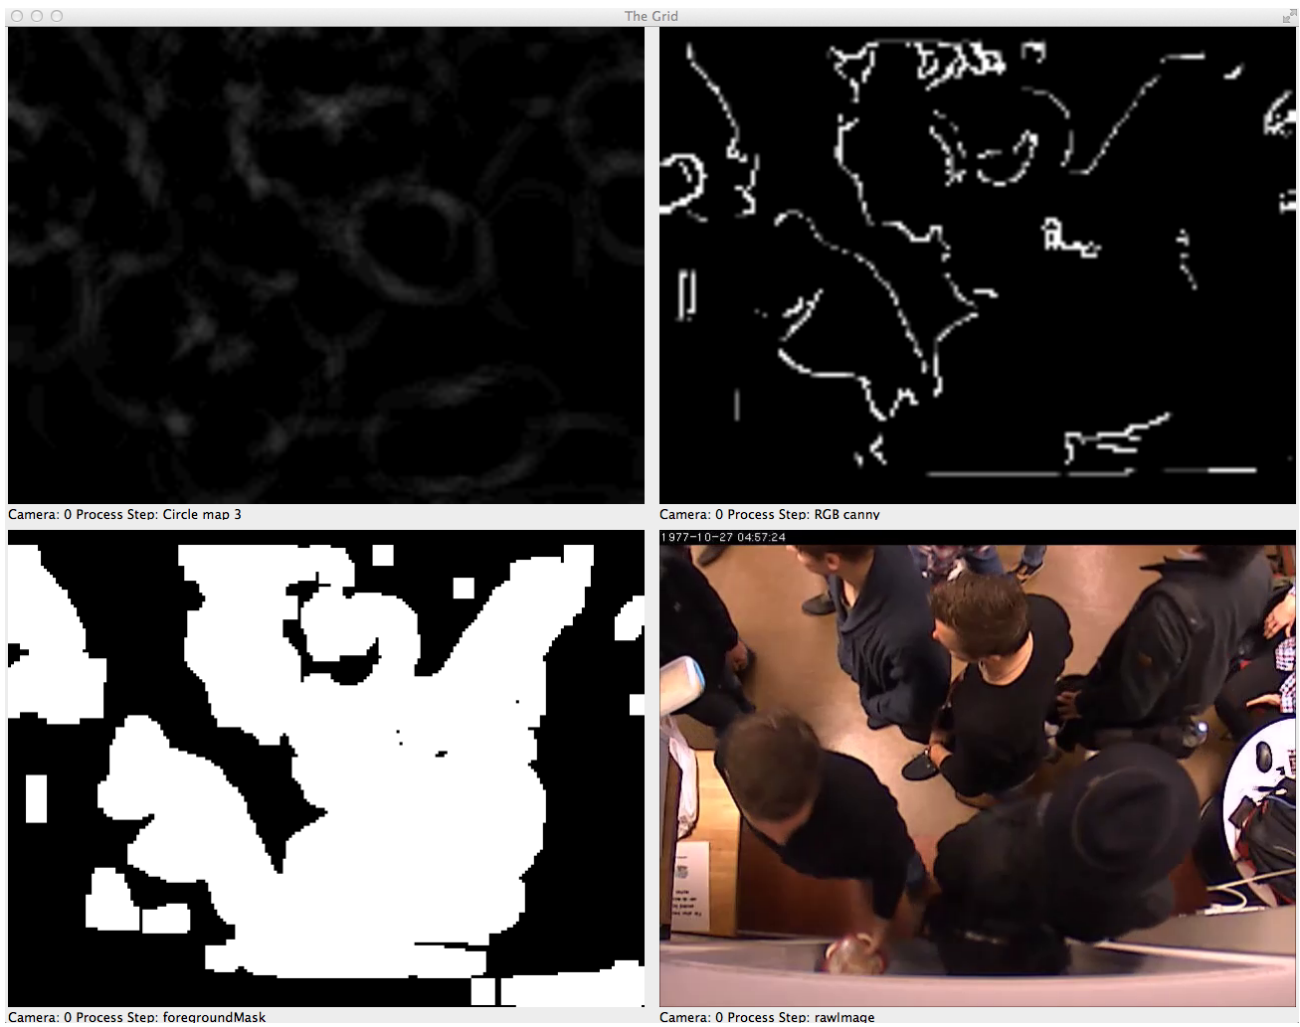 The Grid
Camera: 0 Process Step: Circle map 3
Camera: 0 Process Step: RGB canny
1977-10-27 04:57:24
Camera: 0 Process Step: foregroundMask
Camera: 0 Process Step: rawImage